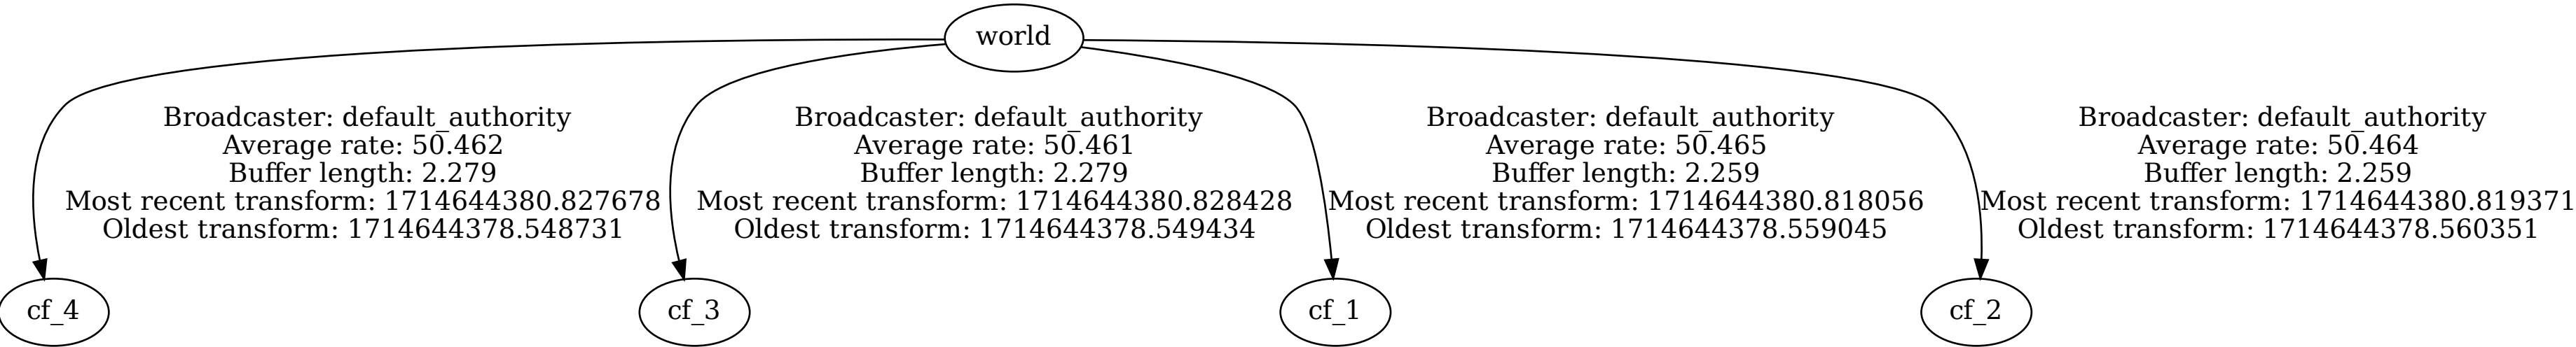 world
Broadcaster: default_authority
Average rate: 50.462
Buffer length: 2.279
Most recent transform: 1714644380.827678
Oldest transform: 1714644378.548731
Broadcaster: default_authority
Average rate: 50.461
Buffer length: 2.279
Most recent transform: 1714644380.828428
Oldest transform: 1714644378.549434
Broadcaster: default_authority
Average rate: 50.465
Buffer length: 2.259
Most recent transform: 1714644380.818056
Oldest transform: 1714644378.559045
Broadcaster: default_authority
Average rate: 50.464
Buffer length: 2.259
Most recent transform: 1714644380.819371
Oldest transform: 1714644378.560351
cf_4
cf_3
cf_1
cf_2